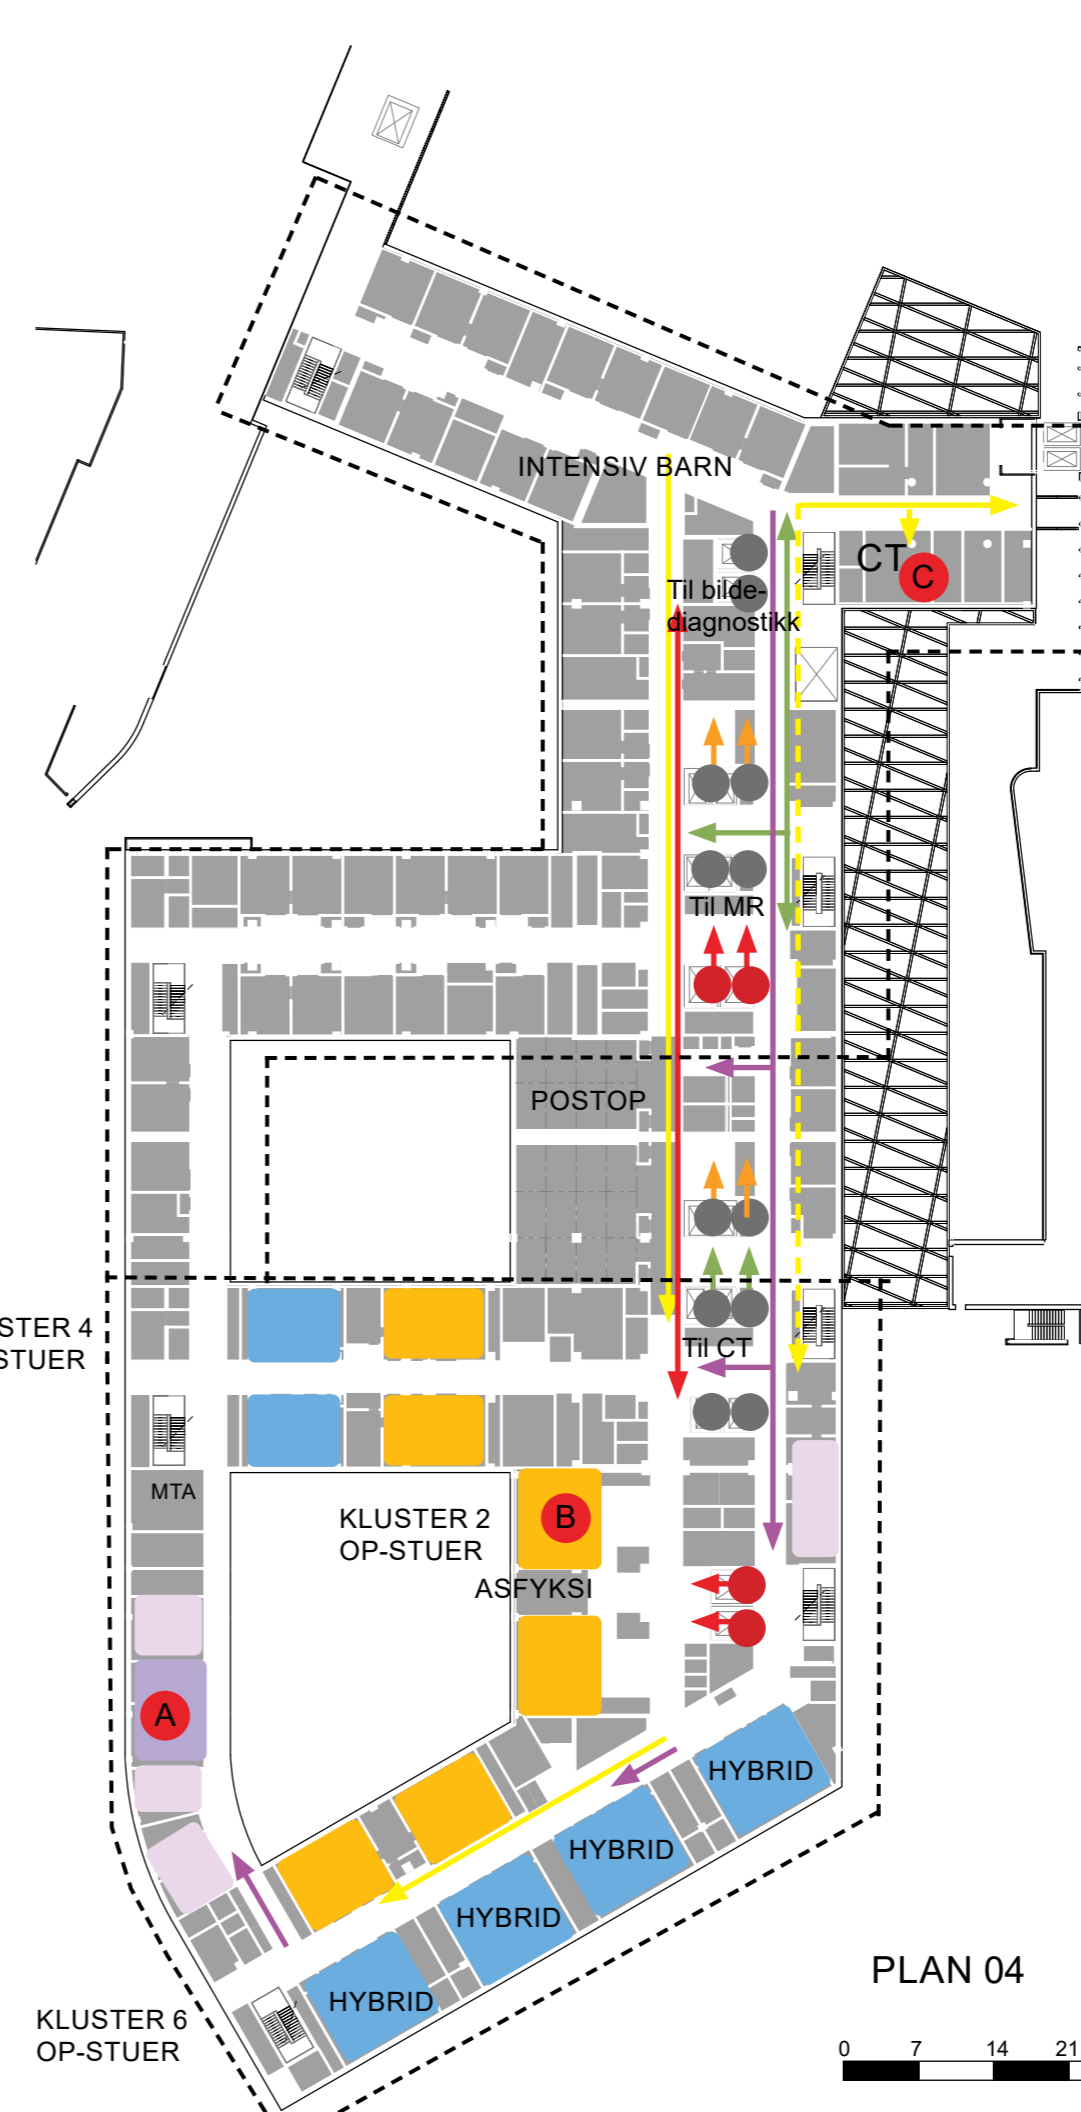 INTENSIV BARN
CT
C
Til bilde-
diagnostikk
Til MR
POSTOP
STER 4
STUER
Til CT
MTA
KLUSTER 2
OP-STUER
B
ASFYKSI
A
HYBRID
HYBRID
HYBRID
HYBRID
PLAN 04
KLUSTER 6
OP-STUER
0 7 14 21